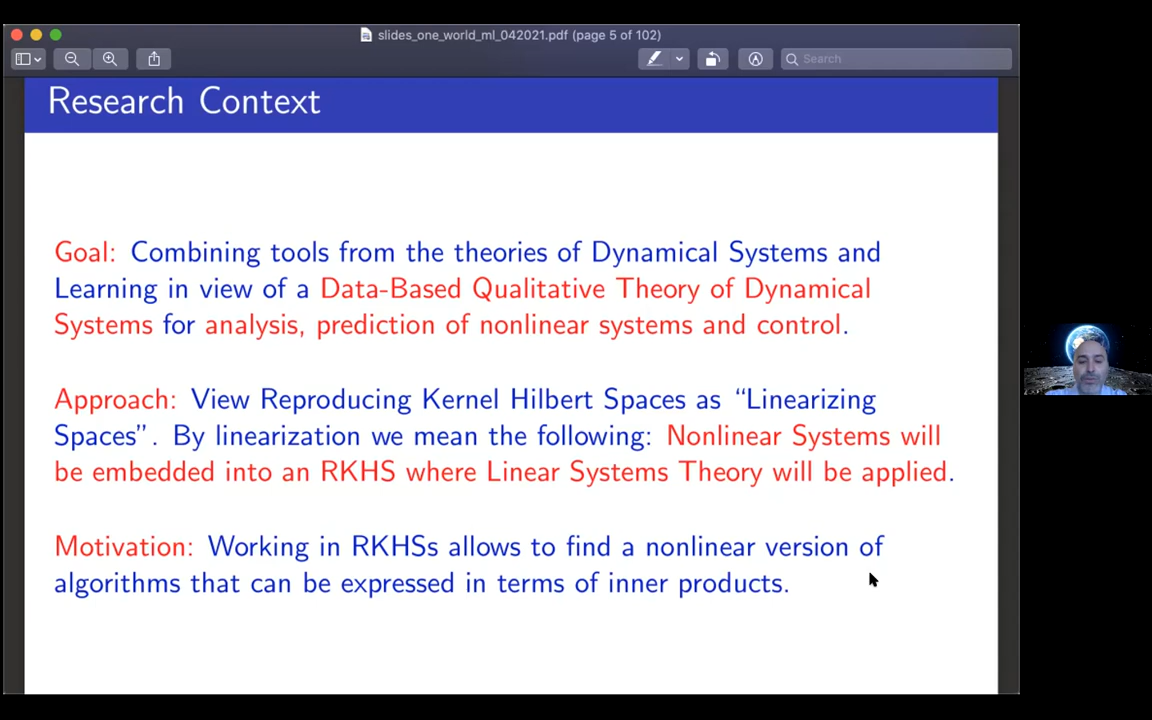 slides_one_world_ml_042021.pdf (page 5 of 102)
Search
Research Context
Goal: Combining tools from the theories of Dynamical Systems and
Learning in view of a Data-Based Qualitative Theory of Dynamical
Systems for analysis, prediction of nonlinear systems and control.
Approach: View Reproducing Kernel Hilbert Spaces as “Linearizing
Spaces”. By linearization we mean the following: Nonlinear Systems will
be embedded into an RKHS where Linear Systems Theory will be applied.
Motivation: Working in RKHSs allows to find a nonlinear version of
algorithms that can be expressed in terms of inner products.